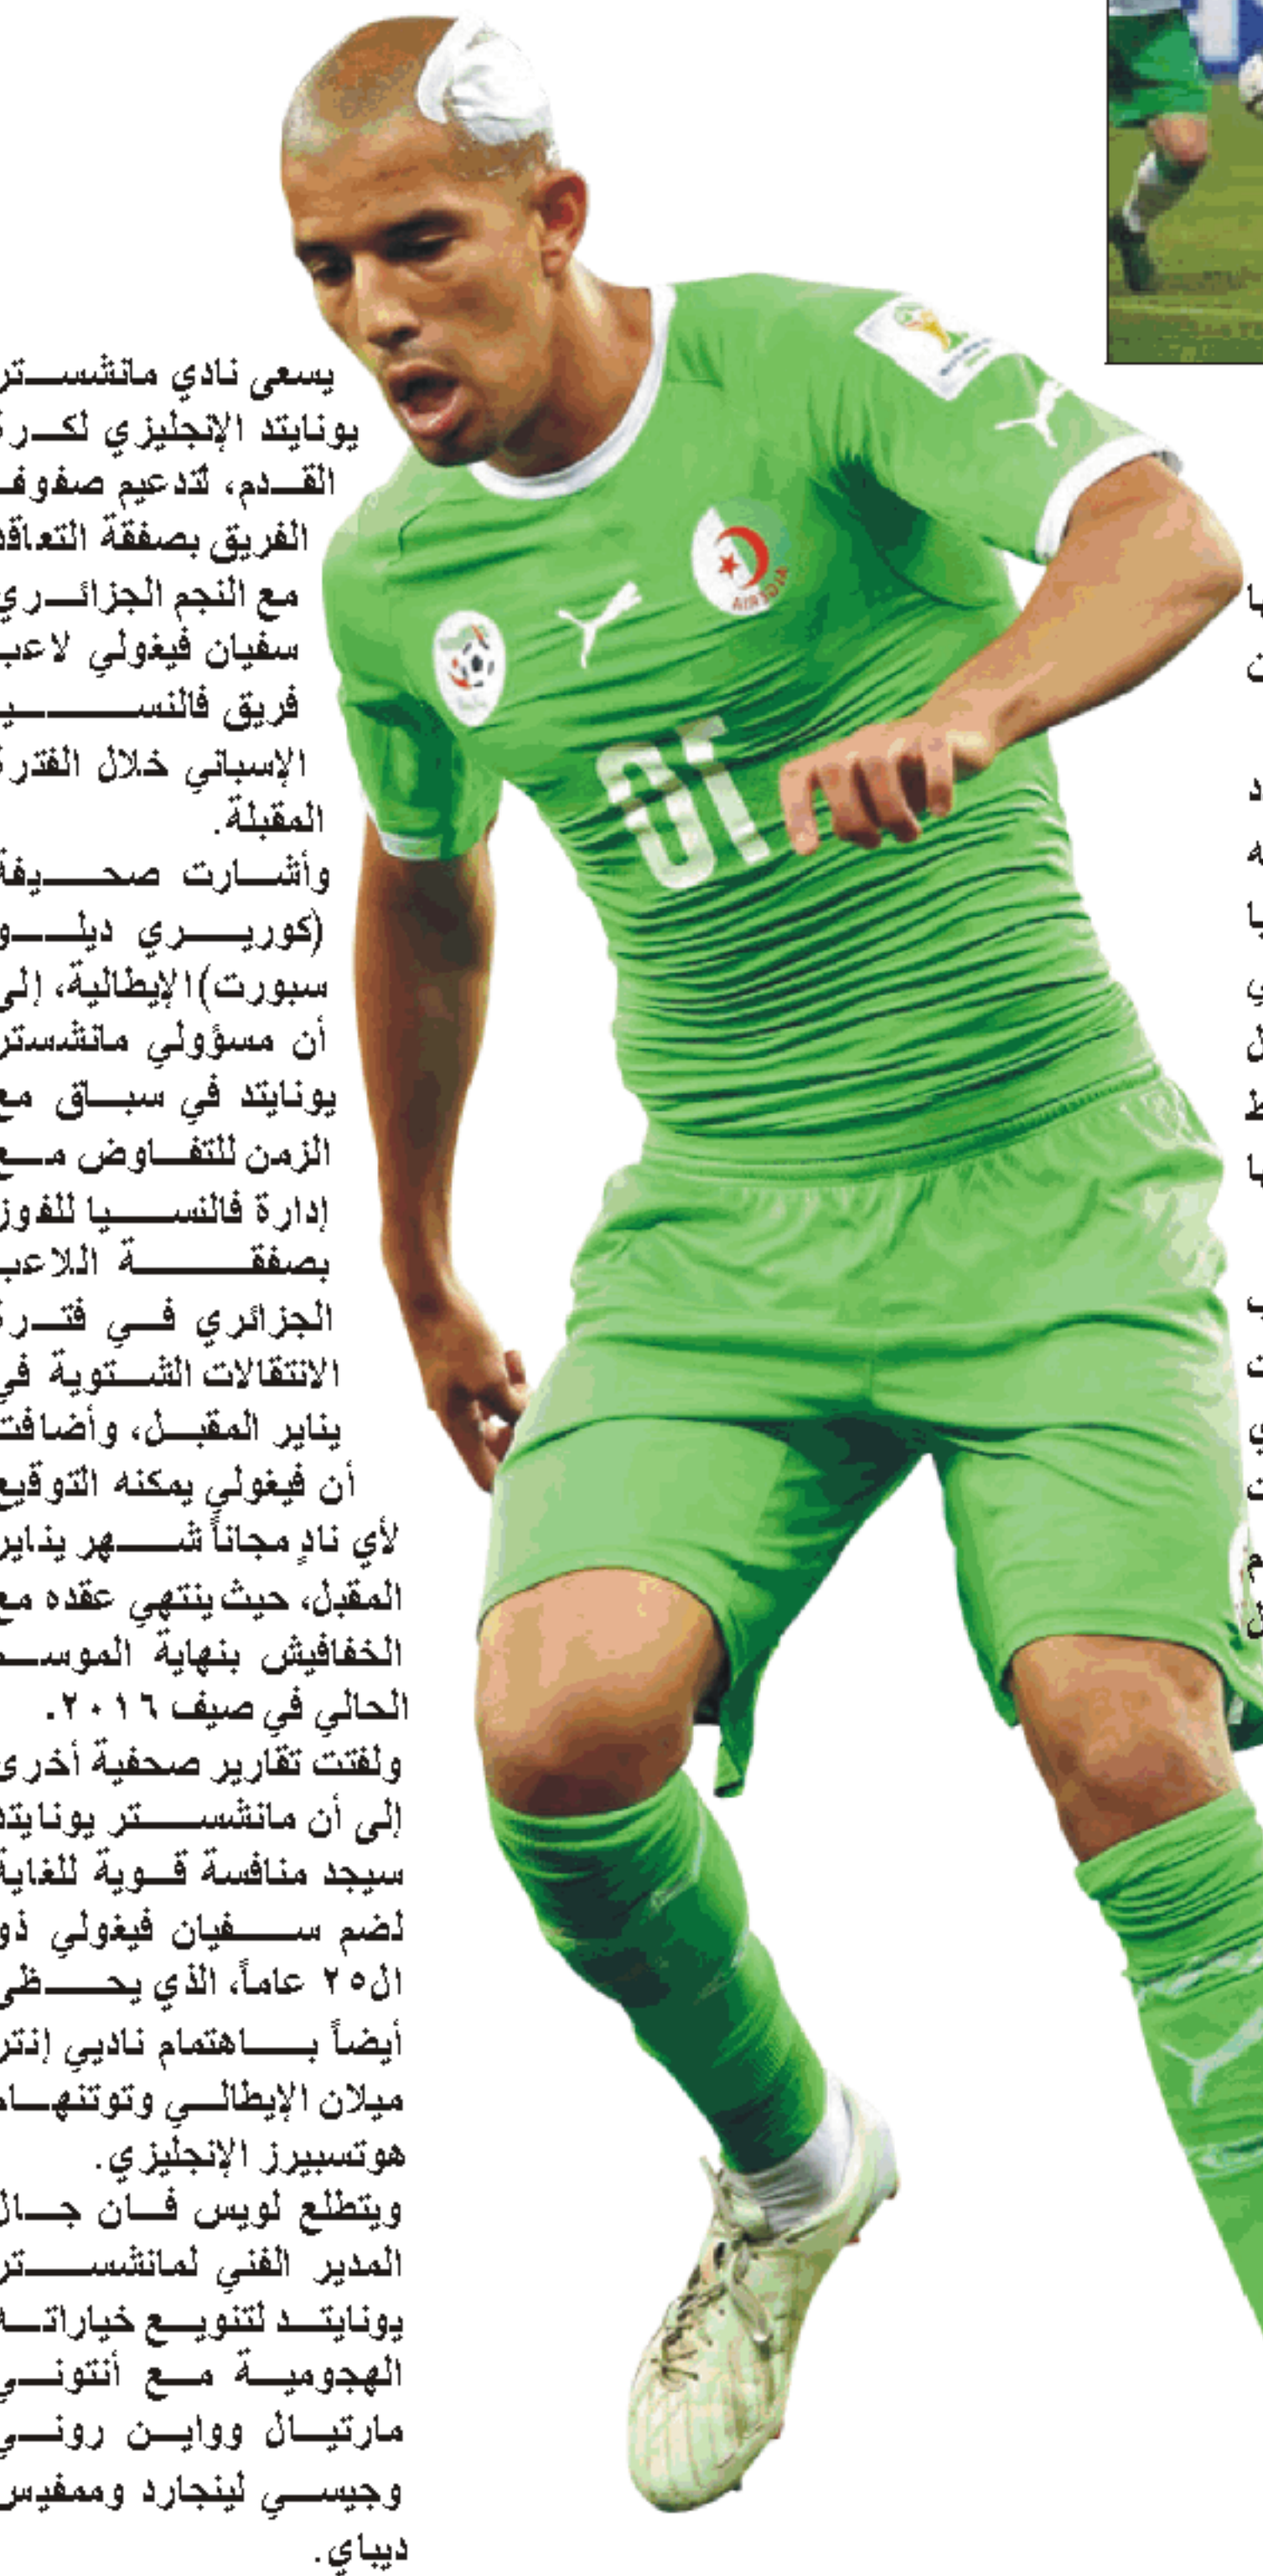 يسعى نادي مانشستر
يونايتد الإنجليزي لكرة
القدم، لتدعيم صفوف
الفريق بصفقة التعاقد
مع النجم الجزائري
سفيان فيغولي لاعب
فريق فالنسيا
الإسباني خلال الفترة
المقبلة.
وأشارت صحيفة
(كوريري ديلو
سبورت)الإيطالية، إلى
أن مسؤولي مانشستر
يونايتد في سباق مع
الزمن للتفاوض مع
إدارة فالنسيا للفوز
بصفقة اللاعب
الجزائري في فترة
الانتقالات الشتوية في
يناير المقبل، وأضافت
أن فيغولي يمكنه التوقيع
لأي نادٍ مجاناً شهر يناير
المقبل، حيث ينتهي عقده مع
الخفافيش بنهاية الموسم
الحالي في صيف ٢٠١٦.
ولفتت تقارير صحفية أخرى
إلى أن مانشستر يونايتد
سيجد منافسة قوية للغاية
لضم سفيان فيغولي ذو
ال٢٥ عاماً، الذي يحظى
أيضاً باهتمام ناديي إنتر
ميلان الإيطالي وتوتنهام
هوتسبيرز الإنجليزي.
ويتطلع لويس فان جال
المدير الفني لمانشستر
يونايتد لتنويع خياراته
الهجومية مع أنتوني
مارتيال وواين روني
وجيسي لينجارد وممفيس
ديباي.
ALGERIA
10